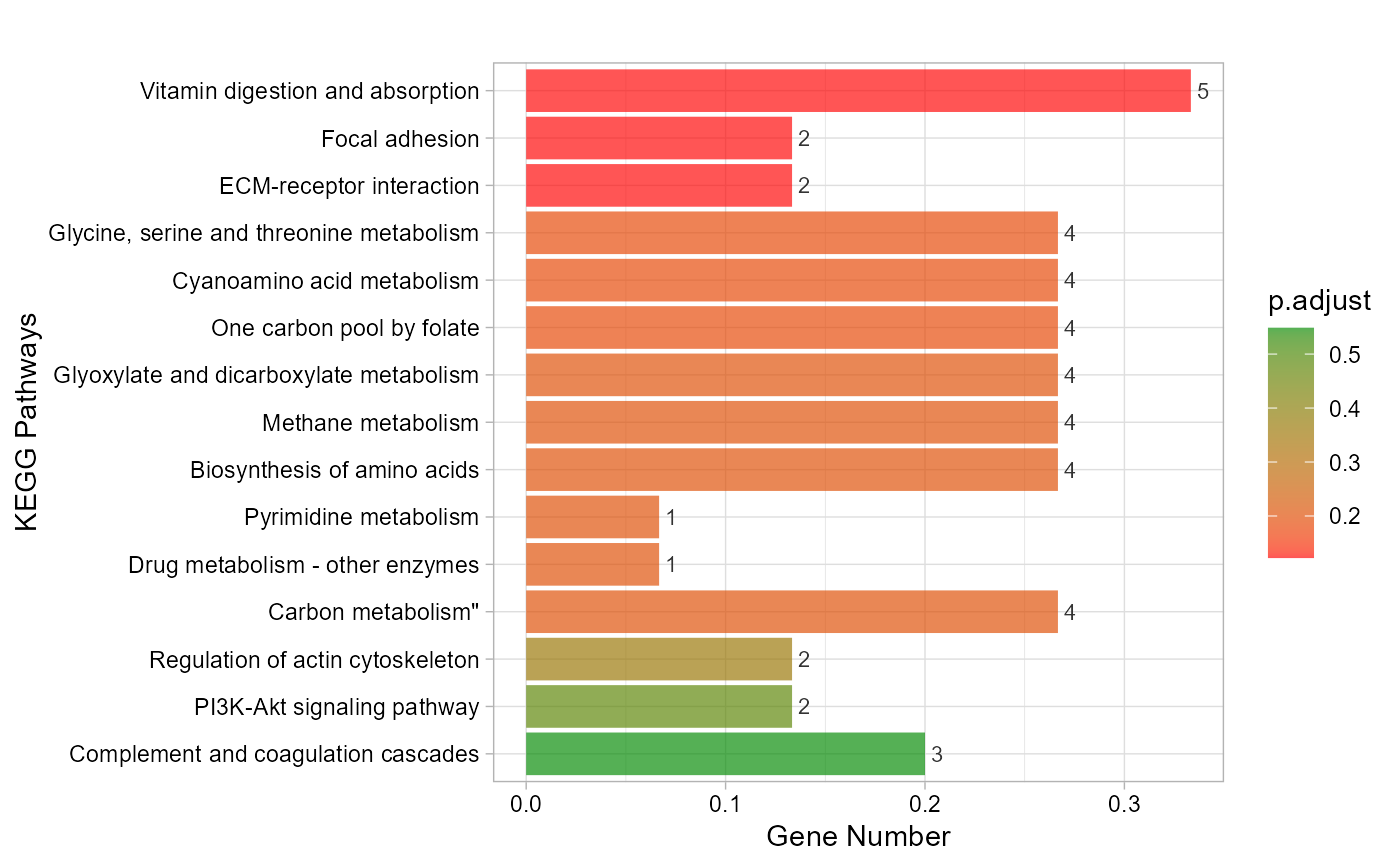 Vitamin digestion and absorption 5
Focal adhesion 2
ECM-receptor interaction 2
Glycine, serine and threonine metabolism 4
Cyanoamino acid metabolism 4
One carbon pool by folate 4
Glyoxylate and dicarboxylate metabolism 4
Methane metabolism 4
Biosynthesis of amino acids 4
Pyrimidine metabolism 1
Drug metabolism - other enzymes 1
Carbon metabolism" 4
Regulation of actin cytoskeleton 2
PI3K-Akt signaling pathway 2
Complement and coagulation cascades 3
KEGG Pathways
0.0 0.1 0.2 0.3
Gene Number
p.adjust
0.5
0.4
0.3
0.2